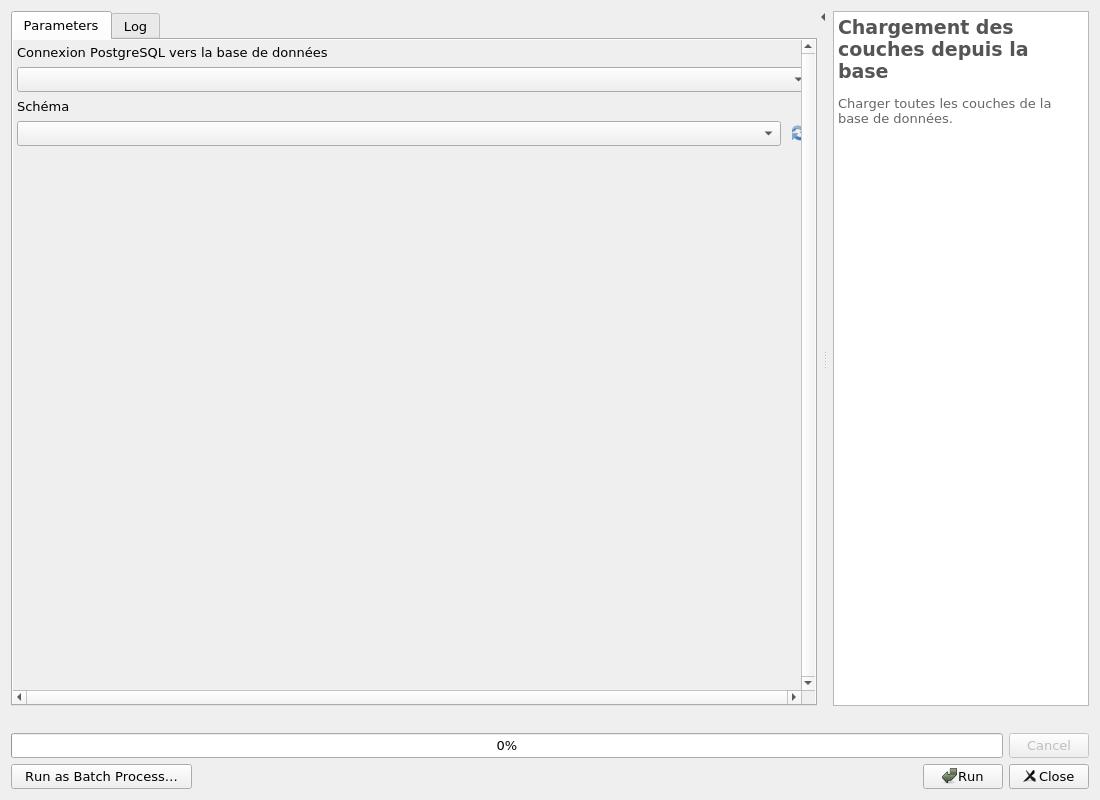 Parameters
Log
Connexion PostgreSQL vers la base de données
Schéma
Chargement des
couches depuis la
base
Charger toutes les couches de la
base de données.
0%
Cancel
Run as Batch Process…
Run
Close